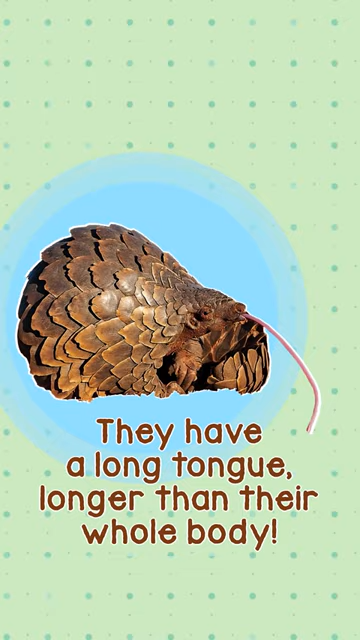 They have
a long tongue,
longer than their
whole body!